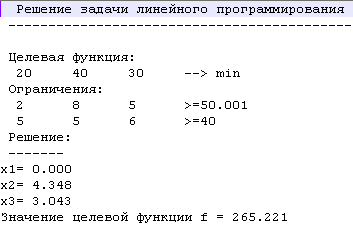 Решение задачи линейного программирования
------------------------------------------
Целевая функция:
20 40 30 --> min
Ограничения:
2 8 5 >=50.001
5 5 6 >=40
Решение:
-------
x1= 0.000
x2= 4.348
x3= 3.043
Значение целевой функции f = 265.221